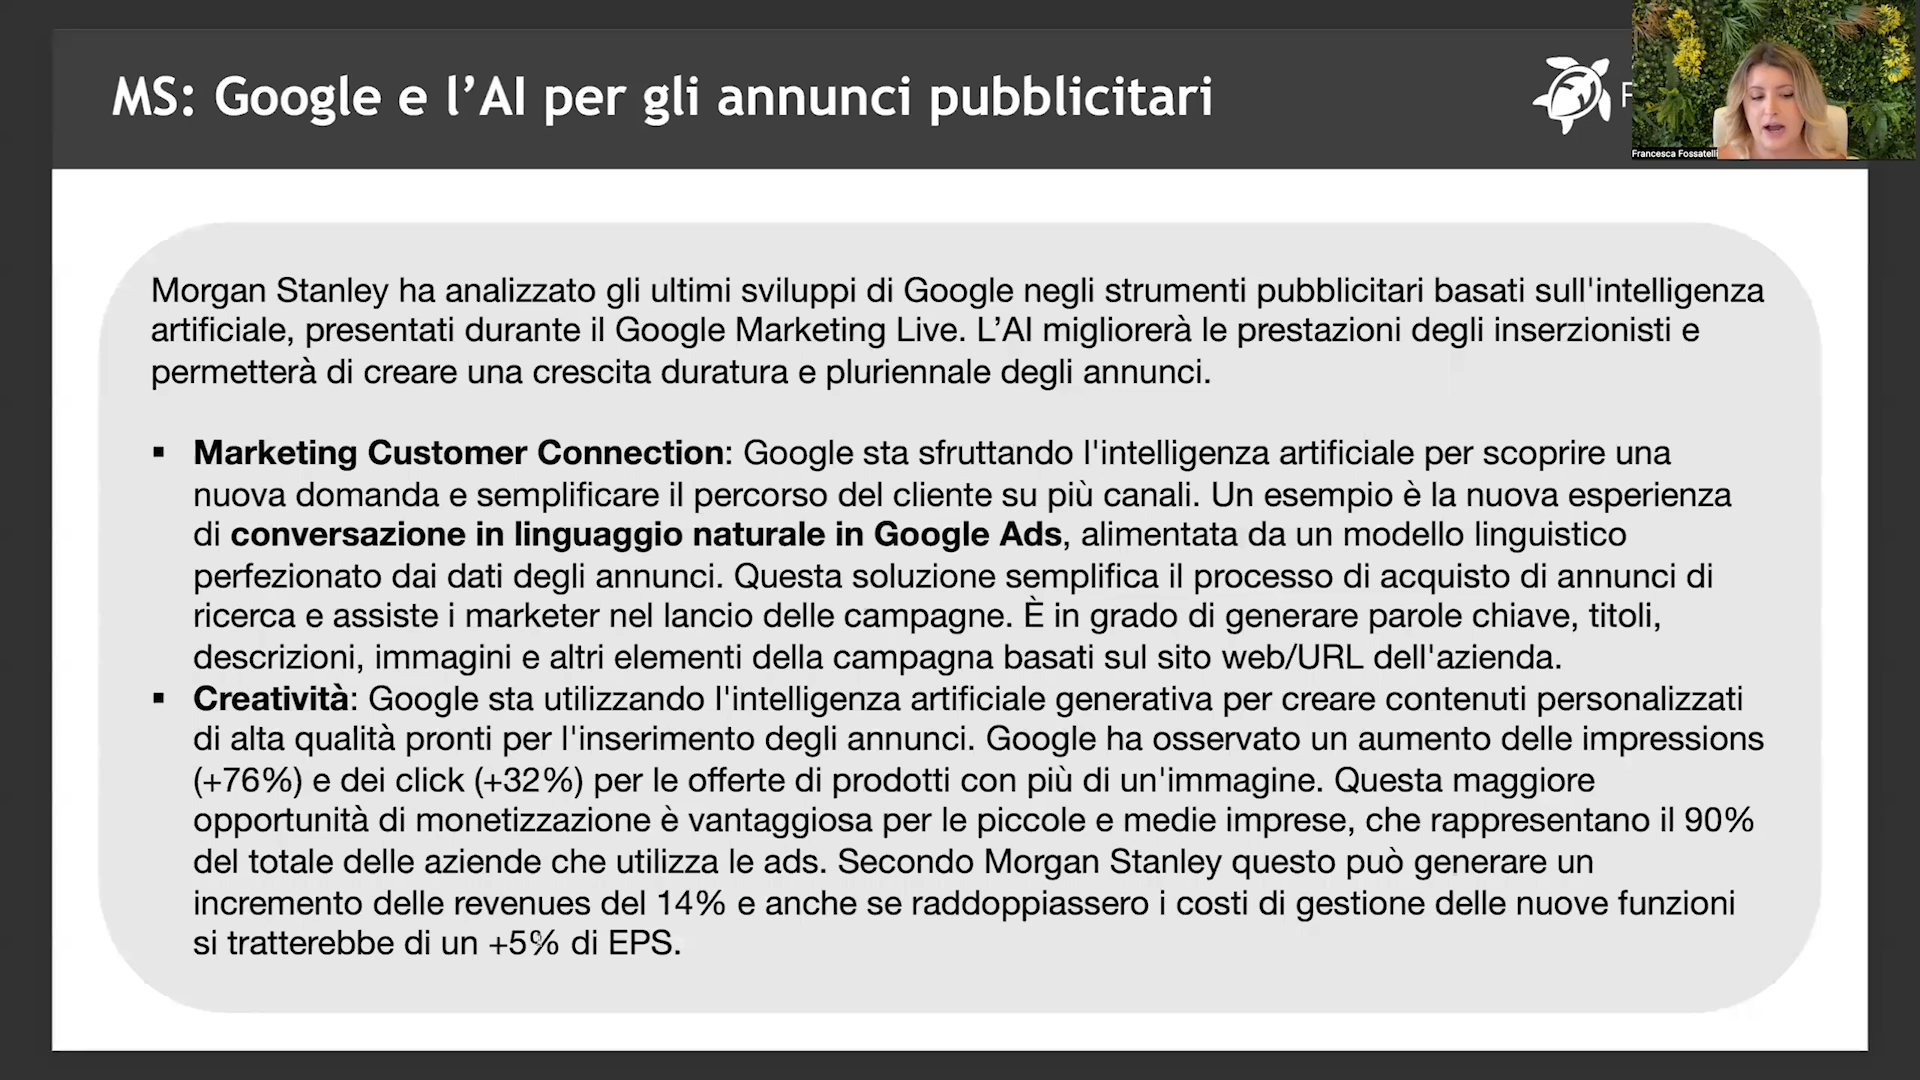 MS: Google e l’AI per gli annunci pubblicitari
F
Francesca Fossatelli
Morgan Stanley ha analizzato gli ultimi sviluppi di Google negli strumenti pubblicitari basati sull'intelligenza
artificiale, presentati durante il Google Marketing Live. L’AI migliorerà le prestazioni degli inserzionisti e
permetterà di creare una crescita duratura e pluriennale degli annunci.
▪ Marketing Customer Connection: Google sta sfruttando l'intelligenza artificiale per scoprire una
nuova domanda e semplificare il percorso del cliente su più canali. Un esempio è la nuova esperienza
di conversazione in linguaggio naturale in Google Ads, alimentata da un modello linguistico
perfezionato dai dati degli annunci. Questa soluzione semplifica il processo di acquisto di annunci di
ricerca e assiste i marketer nel lancio delle campagne. È in grado di generare parole chiave, titoli,
descrizioni, immagini e altri elementi della campagna basati sul sito web/URL dell'azienda.
▪ Creatività: Google sta utilizzando l'intelligenza artificiale generativa per creare contenuti personalizzati
di alta qualità pronti per l'inserimento degli annunci. Google ha osservato un aumento delle impressions
(+76%) e dei click (+32%) per le offerte di prodotti con più di un'immagine. Questa maggiore
opportunità di monetizzazione è vantaggiosa per le piccole e medie imprese, che rappresentano il 90%
del totale delle aziende che utilizza le ads. Secondo Morgan Stanley questo può generare un
incremento delle revenues del 14% e anche se raddoppiassero i costi di gestione delle nuove funzioni
si tratterebbe di un +5% di EPS.